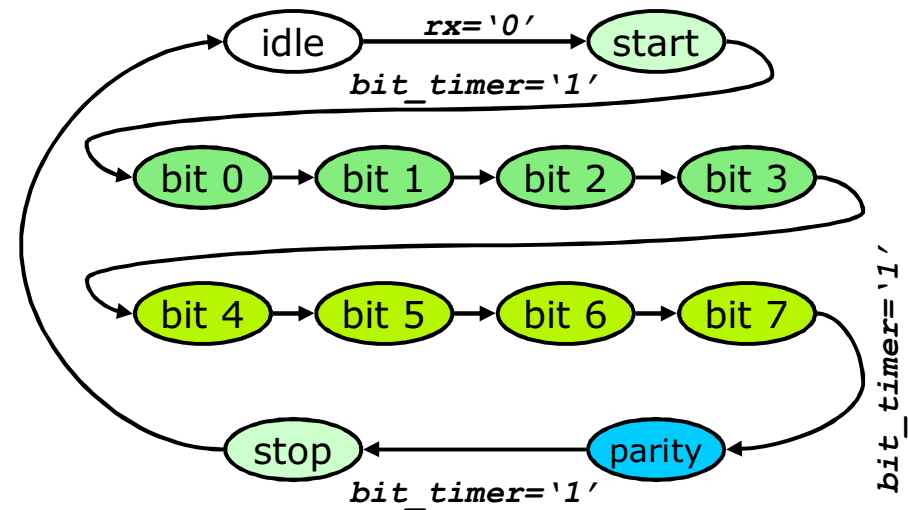 idle
rx=‘0’
start
bit_timer=‘1’
bit 0
bit 1
bit 2
bit 3
bit 4
bit 5
bit 6
bit 7
bit_timer=‘1’
stop
parity
bit_timer=‘1’